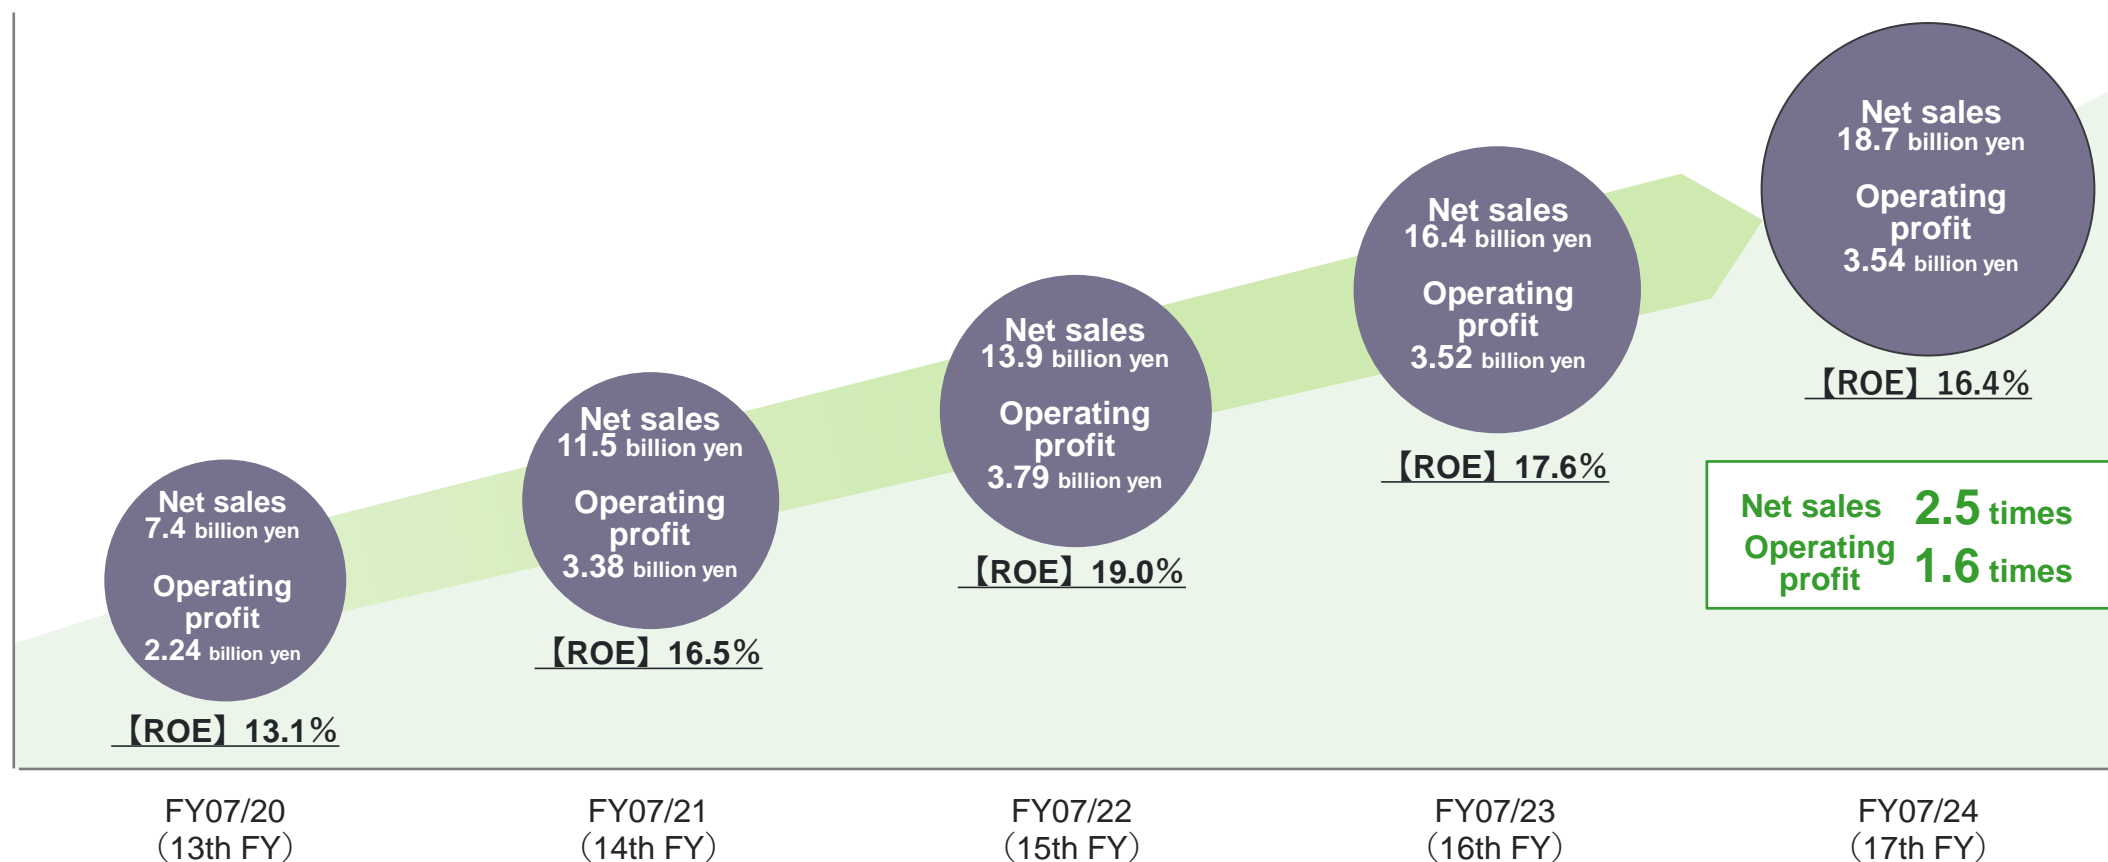 Net sales
7.4 billion yen
Operating
profit
2.24 billion yen
【ROE】13.1%
Net sales
11.5 billion yen
Operating
profit
3.38 billion yen
【ROE】16.5%
Net sales
13.9 billion yen
Operating
profit
3.79 billion yen
【ROE】19.0%
Net sales
16.4 billion yen
Operating
profit
3.52 billion yen
【ROE】17.6%
Net sales
18.7 billion yen
Operating
profit
3.54 billion yen
【ROE】16.4%
Net sales 2.5 times
Operating
profit 1.6 times
FY07/20
（13th FY）
FY07/21
（14th FY）
FY07/22
（15th FY）
FY07/23
（16th FY）
FY07/24
（17th FY）